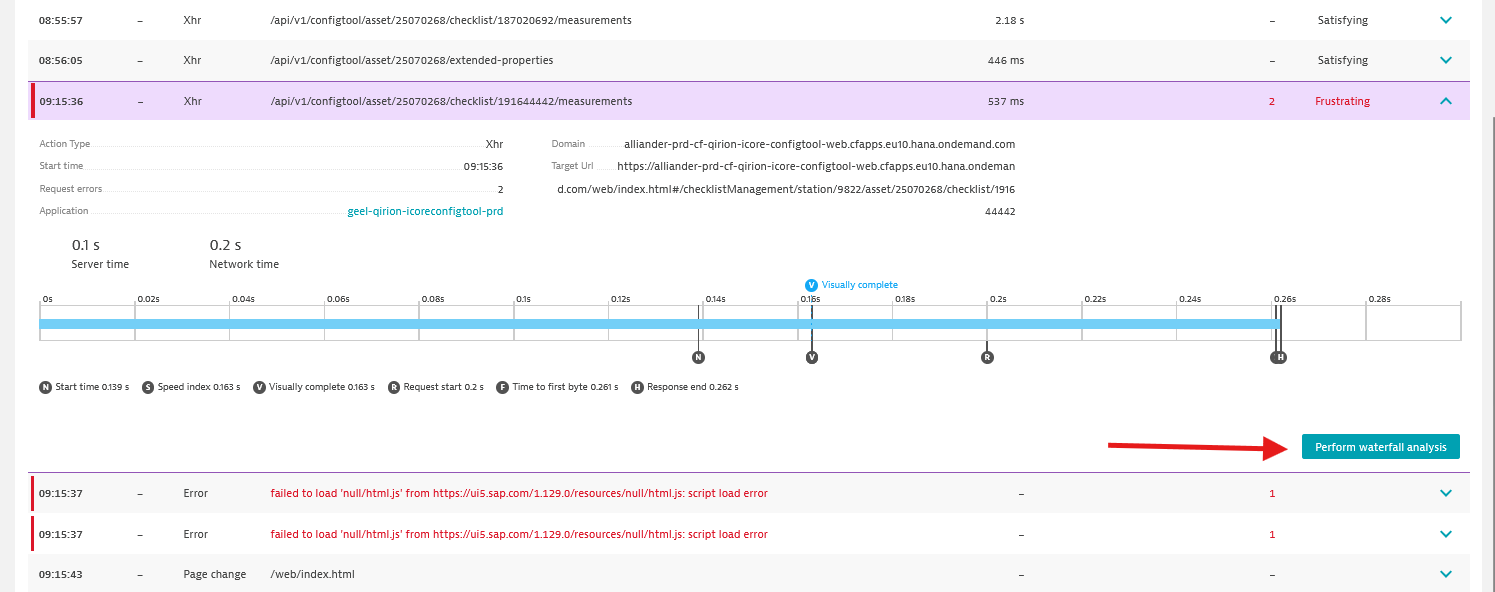 08:55:57 – Xhr /api/v1/configtool/asset/25070268/checklist/187020692/measurements 2.18 s – Satisfying
08:56:05 – Xhr /api/v1/configtool/asset/25070268/extended-properties 446 ms – Satisfying
09:15:36 – Xhr /api/v1/configtool/asset/25070268/checklist/191644442/measurements 537 ms 2 Frustrating
Action Type Xhr
Start time 09:15:36
Request errors 2
Application geel-qirion-icoreconfigtool-prd
Domain alliander-prd-cf-qirion-icore-configtool-web.cfapps.eu10.hana.ondemand.com
Target Url https://alliander-prd-cf-qirion-icore-configtool-web.cfapps.eu10.hana.ondeman
d.com/web/index.html#/checklistManagement/station/9822/asset/25070268/checklist/1916
44442
0.1 s 0.2 s
Server time Network time
V Visually complete
0s 0.02s 0.04s 0.06s 0.08s 0.1s 0.12s 0.14s 0.16s 0.18s 0.2s 0.22s 0.24s 0.26s 0.28s
N V R H
N Start time 0.139 s S Speed index 0.163 s V Visually complete 0.163 s R Request start 0.2 s F Time to first byte 0.261 s H Response end 0.262 s
Perform waterfall analysis
09:15:37 – Error failed to load 'null/html.js' from https://ui5.sap.com/1.129.0/resources/null/html.js: script load error – 1
09:15:37 – Error failed to load 'null/html.js' from https://ui5.sap.com/1.129.0/resources/null/html.js: script load error – 1
09:15:43 – Page change /web/index.html – –